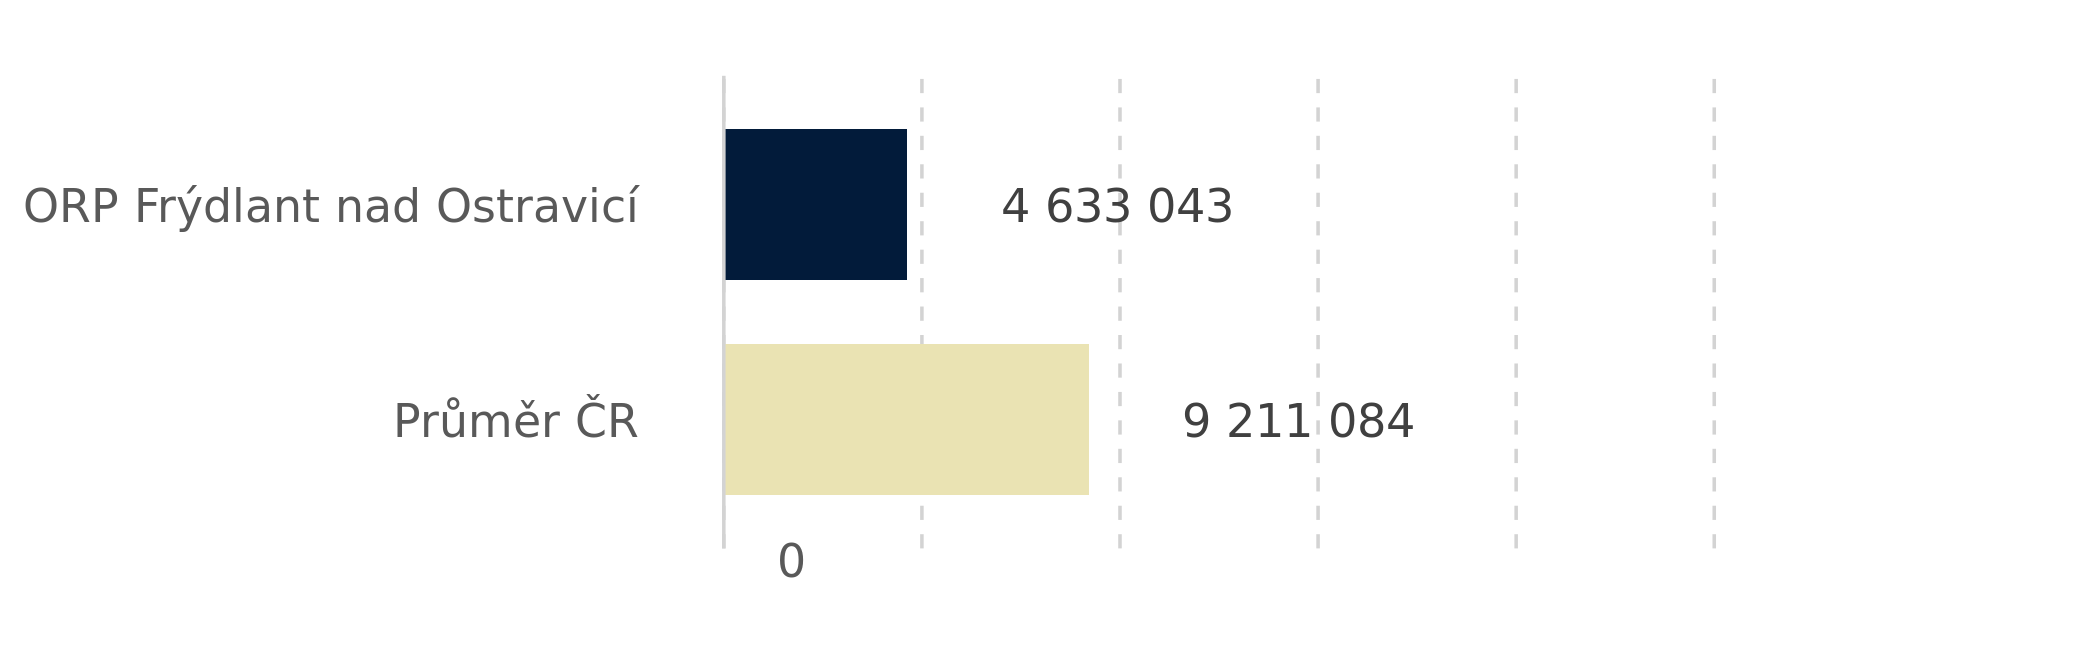 ORP Frýdlant nad Ostravicí
4 633 043
Průměr ČR
9 211 084
0